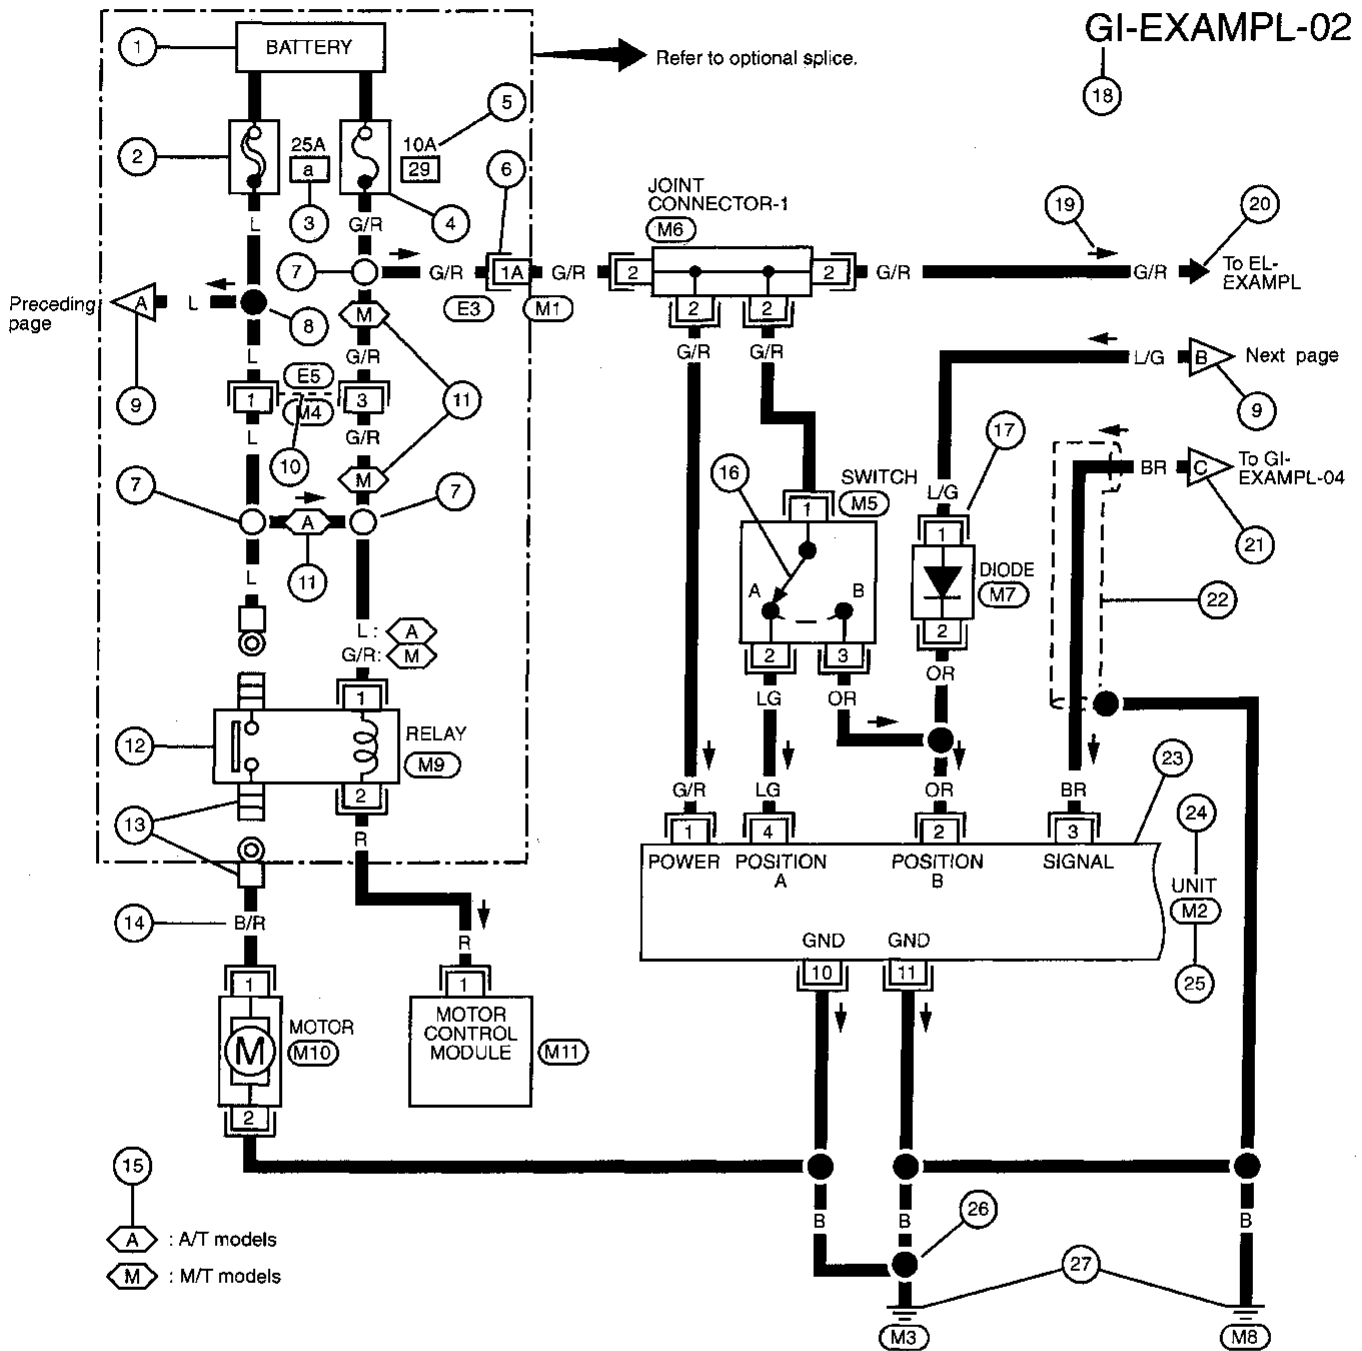 GI-EXAMPL-02
18
1
BATTERY
Refer to optional splice.
5
2
25A
a
10A
29
6
3
4
JOINT
CONNECTOR-1
M6
19
20
L
G/R
7
G/R
1A
G/R
2
2
G/R
G/R
To EL-
EXAMPL
Preceding
page
A
L
8
M
E3
M1
2
2
L
G/R
G/R
G/R
L/G
B
Next page
9
E5
1
3
M4
11
9
L
G/R
10
17
BR
C
To GI-
EXAMPL-04
7
M
7
16
SWITCH
M5
L/G
1
1
A
21
11
L
A
B
DIODE
M7
22
L :
A
G/R:
M
2
2
3
OR
1
LG
OR
12
RELAY
M9
23
2
G/R
LG
OR
BR
13
R
1
4
2
3
24
POWER
POSITION
A
POSITION
B
SIGNAL
UNIT
M2
14
B/R
R
GND
GND
10
11
25
1
1
M
MOTOR
M10
MOTOR
CONTROL
MODULE
M11
2
15
26
B
B
B
A
: A/T models
M
: M/T models
27
M3
M8